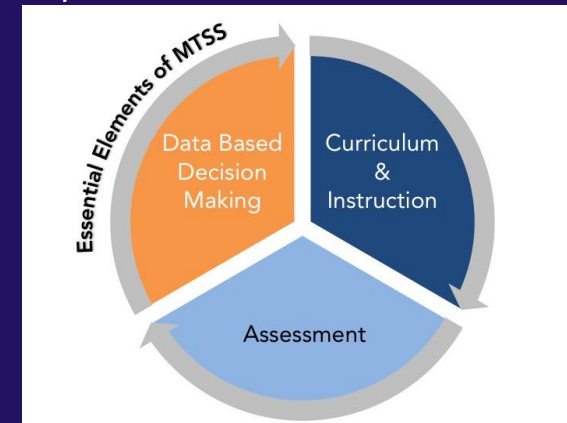 Essential Elements of MTSS
Data Based
Decision
Making
Curriculum
&
Instruction
Assessment